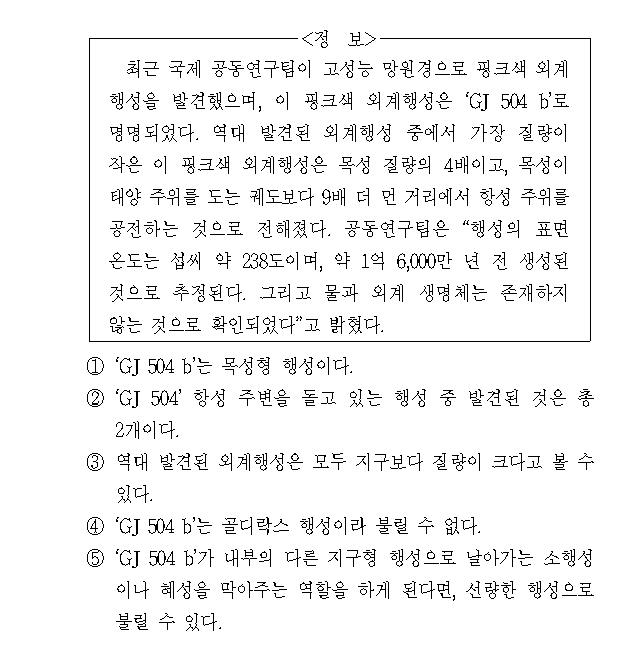 <정 보>
최근 국제 공동연구팀이 고성능 망원경으로 핑크색 외계
행성을 발견했으며, 이 핑크색 외계행성은 ‘GJ 504 b’로
명명되었다. 역대 발견된 외계행성 중에서 가장 질량이
작은 이 핑크색 외계행성은 목성 질량의 4배이고, 목성이
태양 주위를 도는 궤도보다 9배 더 먼 거리에서 항성 주위를
공전하는 것으로 전해졌다. 공동연구팀은 “행성의 표면
온도는 섭씨 약 238도이며, 약 1억 6,000만 년 전 생성된
것으로 추정된다. 그리고 물과 외계 생명체는 존재하지
않는 것으로 확인되었다”고 밝혔다.
① ‘GJ 504 b’는 목성형 행성이다.
② ‘GJ 504’ 항성 주변을 돌고 있는 행성 중 발견된 것은 총
2개이다.
③ 역대 발견된 외계행성은 모두 지구보다 질량이 크다고 볼 수
있다.
④ ‘GJ 504 b’는 골디락스 행성이라 불릴 수 없다.
⑤ ‘GJ 504 b’가 내부의 다른 지구형 행성으로 날아가는 소행성
이나 혜성을 막아주는 역할을 하게 된다면, 선량한 행성으로
불릴 수 있다.